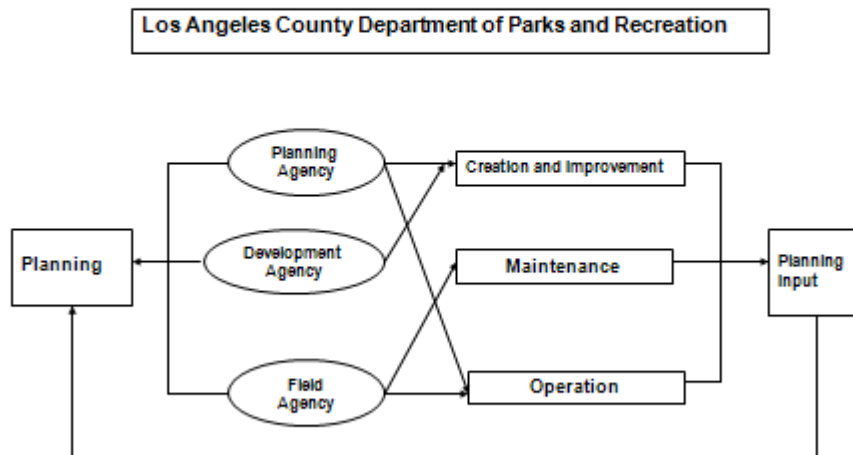 Los Angeles County Department of Parks and Recreation
Planning
Agency
Creation and Improvement
Development
Agency
Planning
Maintenance
Planning
Input
Field
Agency
Operation